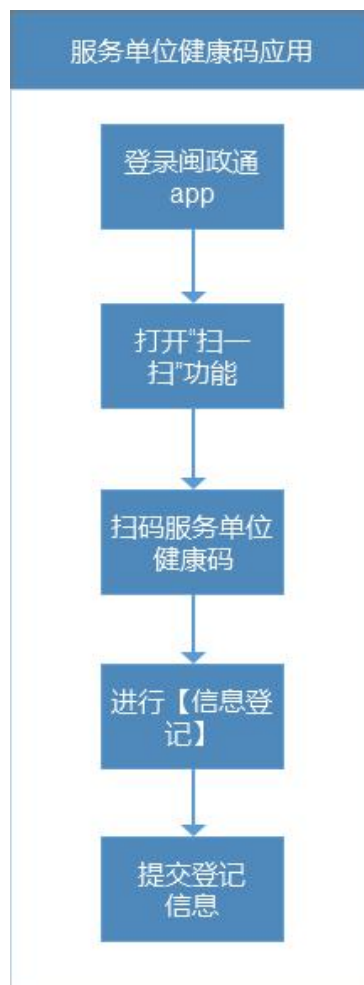 服务单位健康码应用
登录闽政通
app
打开“扫一
扫”功能
扫码服务单位
健康码
进行【信息登
记】
提交登记
信息